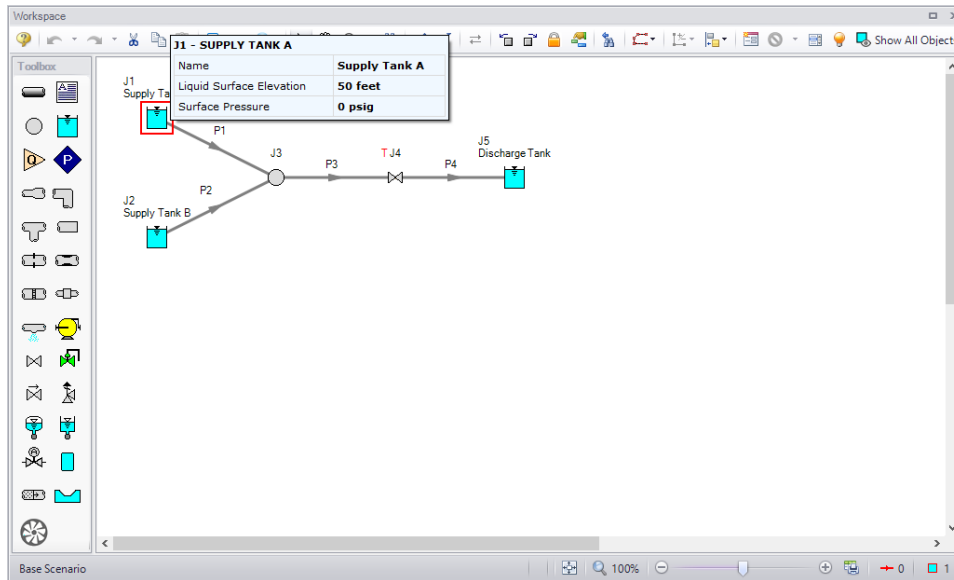 Workspace
Show All Object
Toolbox
J1 - SUPPLY TANK A
Name Supply Tank A
Liquid Surface Elevation 50 feet
Surface Pressure 0 psig
J1
Supply Ta
P1
J3
P3
T J4
P4
J5
Discharge Tank
P2
J2
Supply Tank B
Q
P
A
Base Scenario
100%
0
1